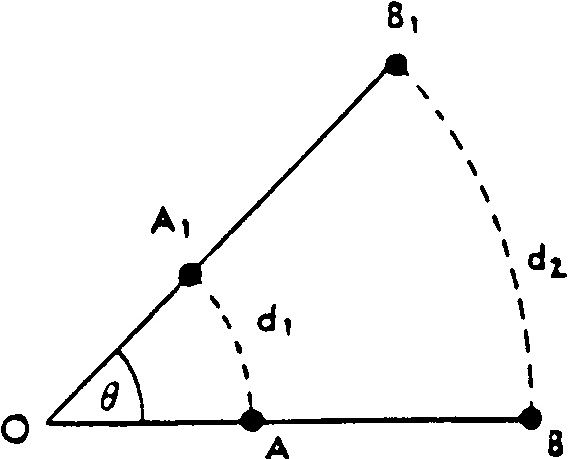 B₁
A₁
d₂
d₁
θ
O
A
B